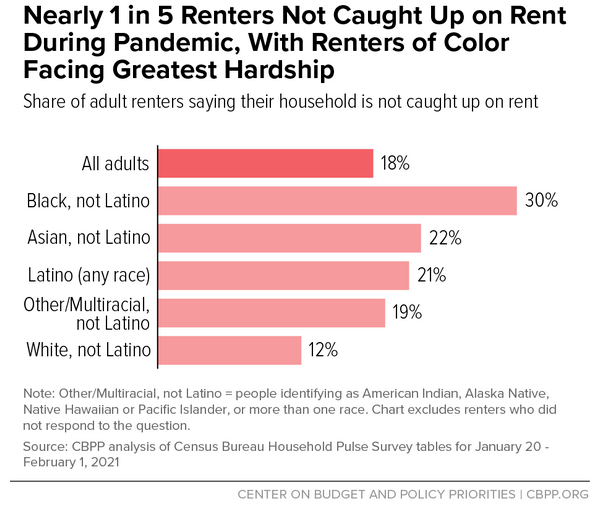 Nearly 1 in 5 Renters Not Caught Up on Rent
During Pandemic, With Renters of Color
Facing Greatest Hardship
Share of adult renters saying their household is not caught up on rent
All adults 18%
Black, not Latino 30%
Asian, not Latino 22%
Latino (any race) 21%
Other/Multiracial,
not Latino 19%
White, not Latino 12%
Note: Other/Multiracial, not Latino = people identifying as American Indian, Alaska Native,
Native Hawaiian or Pacific Islander, or more than one race. Chart excludes renters who did
not respond to the question.
Source: CBPP analysis of Census Bureau Household Pulse Survey tables for January 20 -
February 1, 2021
CENTER ON BUDGET AND POLICY PRIORITIES | CBPP.ORG